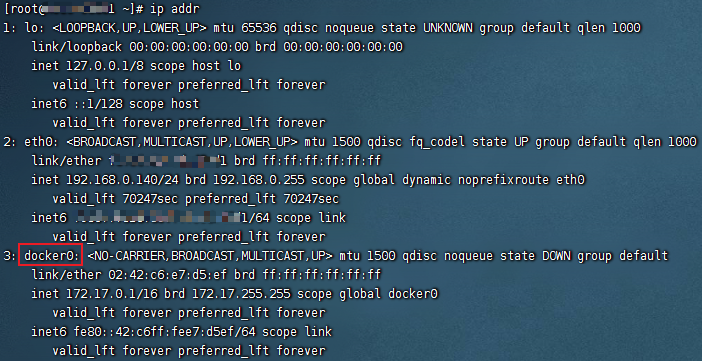 [root@ 1 ~]# ip addr
1: lo: <LOOPBACK,UP,LOWER_UP> mtu 65536 qdisc noqueue state UNKNOWN group default qlen 1000
link/loopback 00:00:00:00:00:00 brd 00:00:00:00:00:00
inet 127.0.0.1/8 scope host lo
valid_lft forever preferred_lft forever
inet6 ::1/128 scope host
valid_lft forever preferred_lft forever
2: eth0: <BROADCAST,MULTICAST,UP,LOWER_UP> mtu 1500 qdisc fq_codel state UP group default qlen 1000
link/ether brd ff:ff:ff:ff:ff:ff
inet 192.168.0.140/24 brd 192.168.0.255 scope global dynamic noprefixroute eth0
valid_lft 70247sec preferred_lft 70247sec
inet6 1/64 scope link
valid_lft forever preferred_lft forever
3: docker0: <NO-CARRIER,BROADCAST,MULTICAST,UP> mtu 1500 qdisc noqueue state DOWN group default
link/ether 02:42:c6:e7:d5:ef brd ff:ff:ff:ff:ff:ff
inet 172.17.0.1/16 brd 172.17.255.255 scope global docker0
valid_lft forever preferred_lft forever
inet6 fe80::42:c6ff:fee7:d5ef/64 scope link
valid_lft forever preferred_lft forever